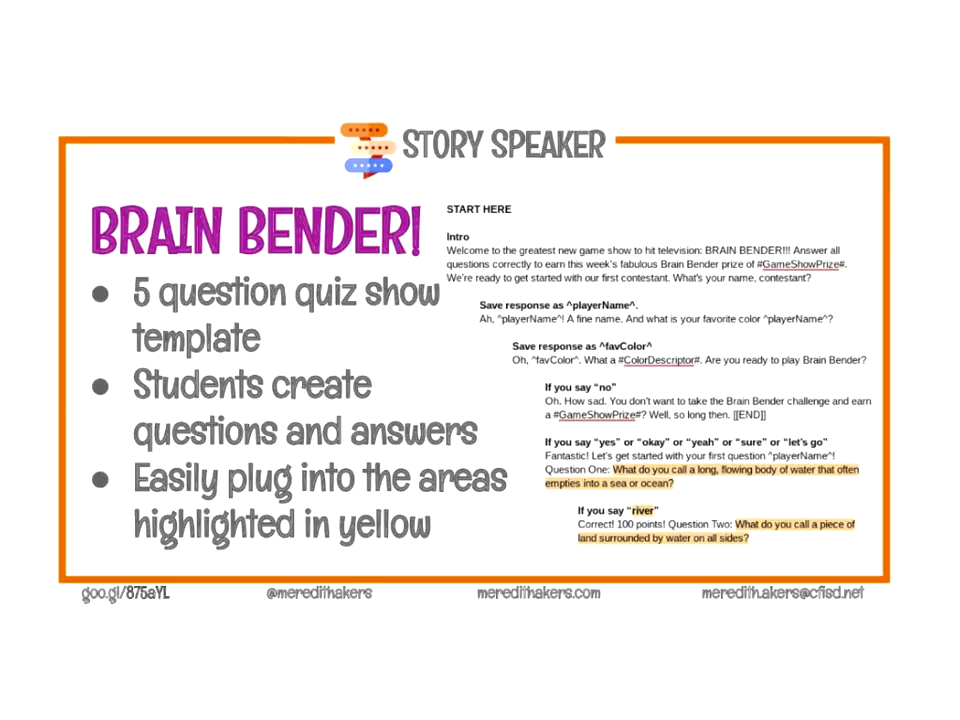 STORY SPEAKER
BRAIN BENDER!
● 5 question quiz show
template
● Students create
questions and answers
● Easily plug into the areas
highlighted in yellow
START HERE
Intro
Welcome to the greatest new game show to hit television: BRAIN BENDER!!! Answer all
questions correctly to earn this week's fabulous Brain Bender prize of #GameShowPrize#.
We're ready to get started with our first contestant. What's your name, contestant?
Save response as ^playerName^.
Ah, ^playerName^! A fine name. And what is your favorite color ^playerName^?
Save response as ^favColor^
Oh, ^favColor^. What a #ColorDescriptor#. Are you ready to play Brain Bender?
If you say “no”
Oh. How sad. You don't want to take the Brain Bender challenge and earn
a #GameShowPrize#? Well, so long then. [[END]]
If you say “yes” or “okay” or “yeah” or “sure” or “let's go”
Fantastic! Let's get started with your first question ^playerName^!
Question One: What do you call a long, flowing body of water that often
empties into a sea or ocean?
If you say “river”
Correct! 100 points! Question Two: What do you call a piece of
land surrounded by water on all sides?
goo.gl/875aYL @meredithakers meredithakers.com meredith.akers@cfisd.net